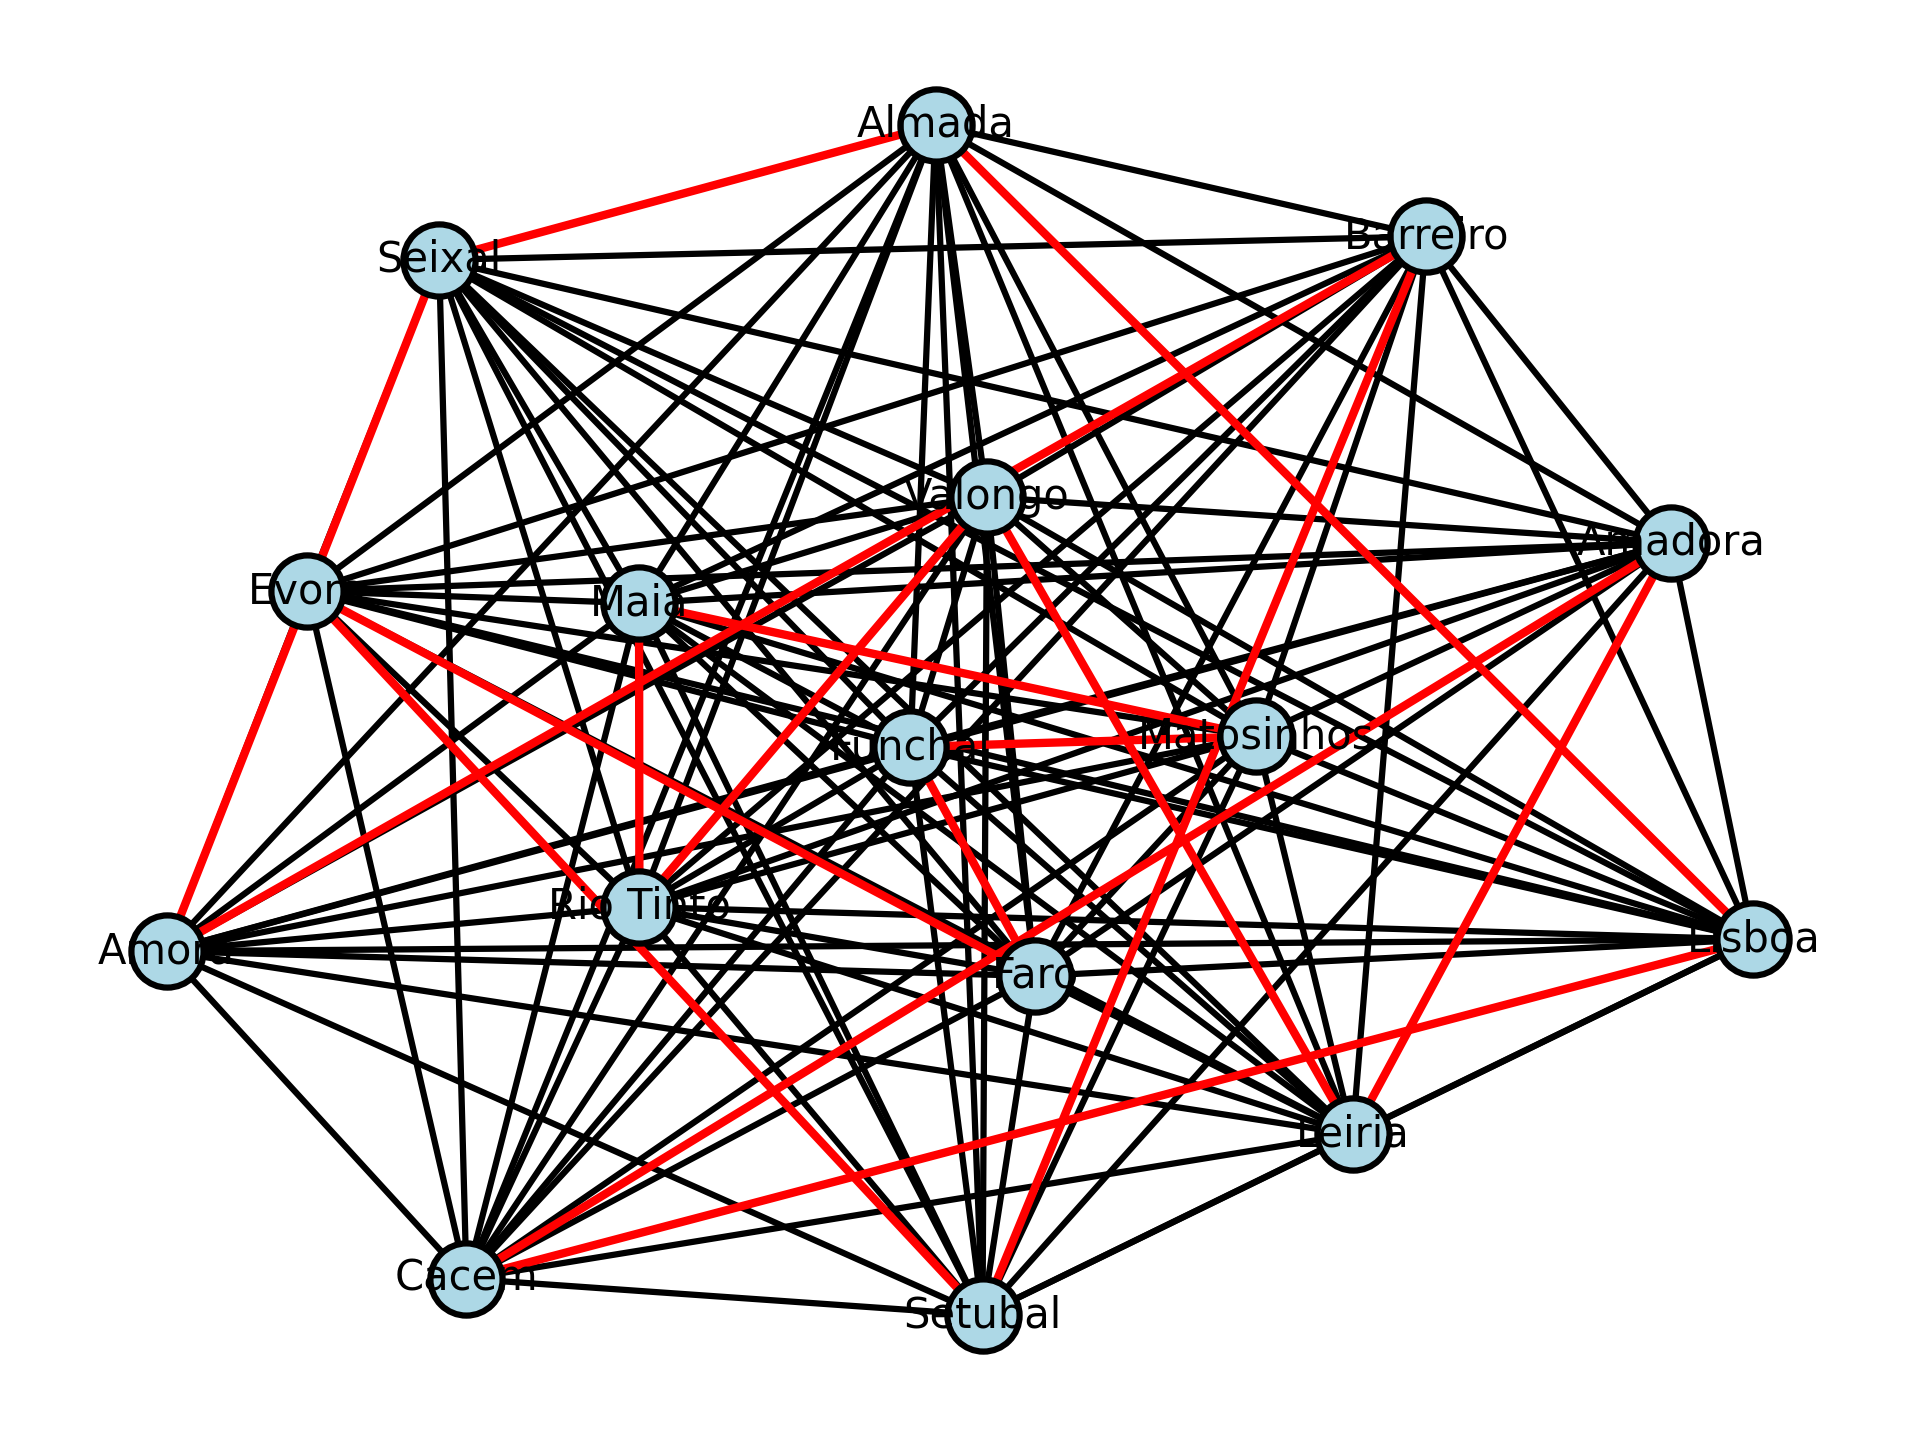 Almada
Barreiro
Seixal
Valongo
Amadora
Evora
Maia
Funchal
Matosinhos
Rio Tinto
Amora
Lisboa
Faro
Leiria
Cacem
Setubal